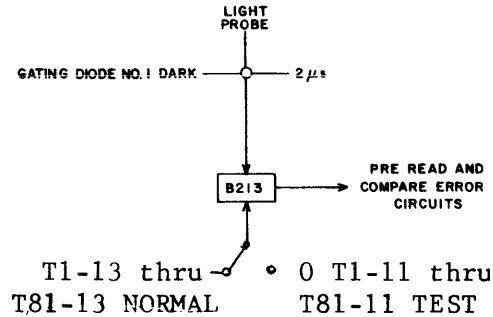 LIGHT
PROBE
GATING DIODE NO. 1 DARK
2 μs
B213
PRE READ AND
COMPARE ERROR
CIRCUITS
T1-13 thru
T81-13 NORMAL
O T1-11 thru
T81-11 TEST